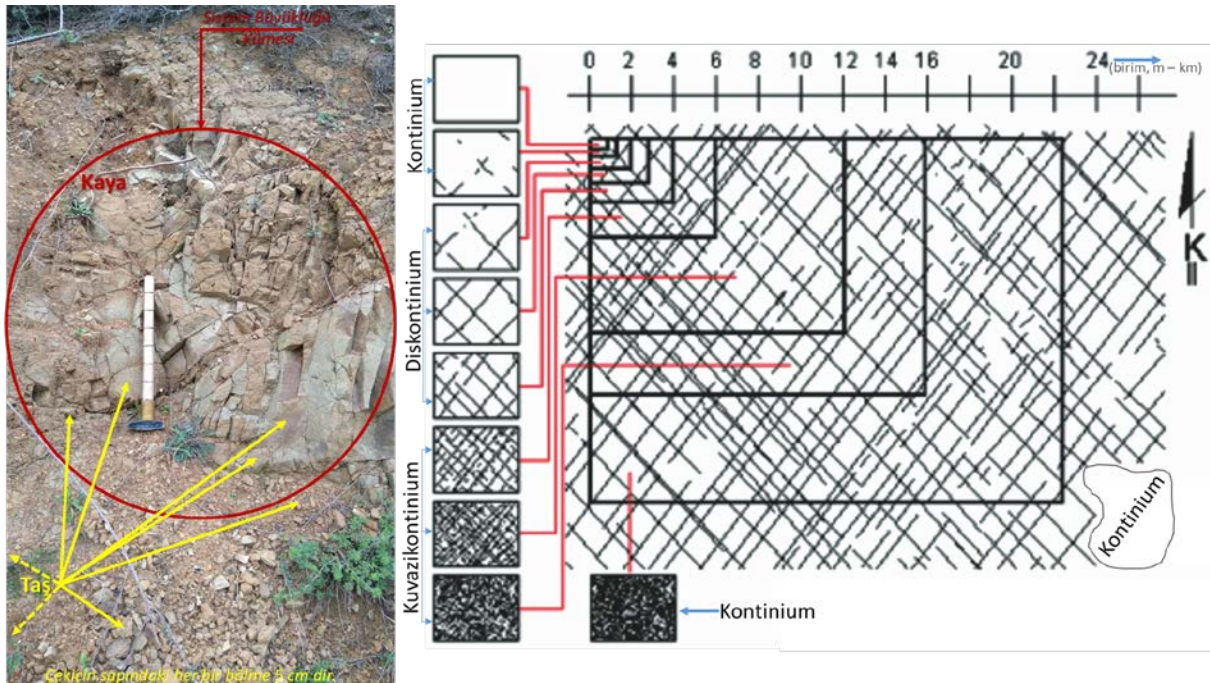 Sistem Büyüklüğü
Kümesi
Kaya
Taş
Çekiçin sapındaki her bir bölme 5 cm dir.
Kontinium
Diskontinium
Kuvazikontinium
0 2 4 6 8 10 12 14 16 20 24
(birim, m – km)
K
Kontinium
Kontinium